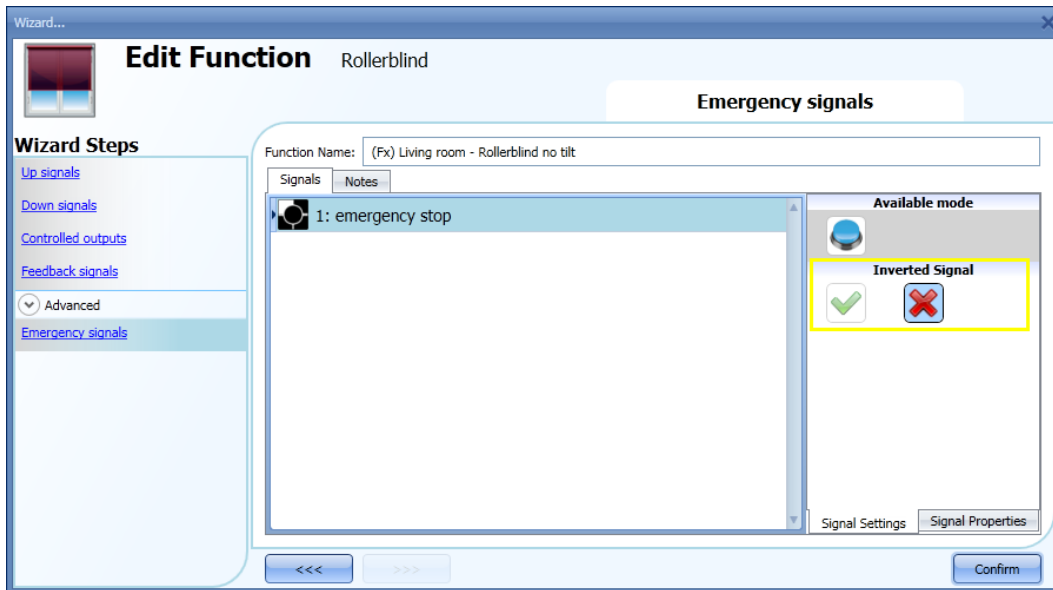 Wizard...
Edit Function Rollerblind
Emergency signals
Wizard Steps
Up signals
Down signals
Controlled outputs
Feedback signals
Advanced
Emergency signals
Function Name: (Fx) Living room - Rollerblind no tilt
Signals Notes
1: emergency stop
Available mode
Inverted Signal
Signal Settings Signal Properties
<<< >>> Confirm